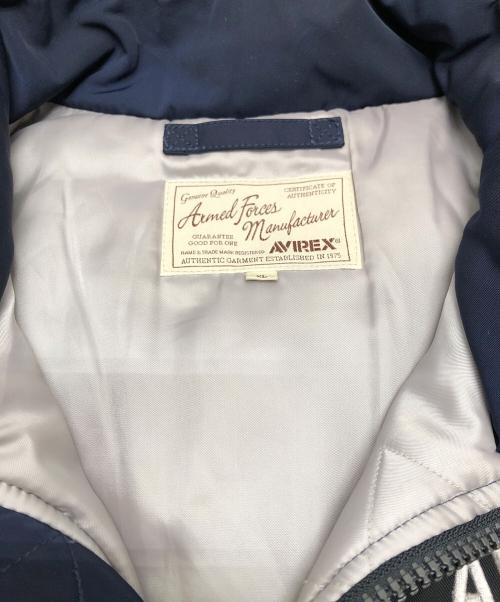 Genuine Quality
CERTIFICATE OF
AUTHENTICITY
Armed Forces
Manufacturer
GUARANTEE
GOOD FOR ONE
AVIREX®
NAME & TRADE MARK REGISTERED
AUTHENTIC GARMENT ESTABLISHED IN 1975
XL
A